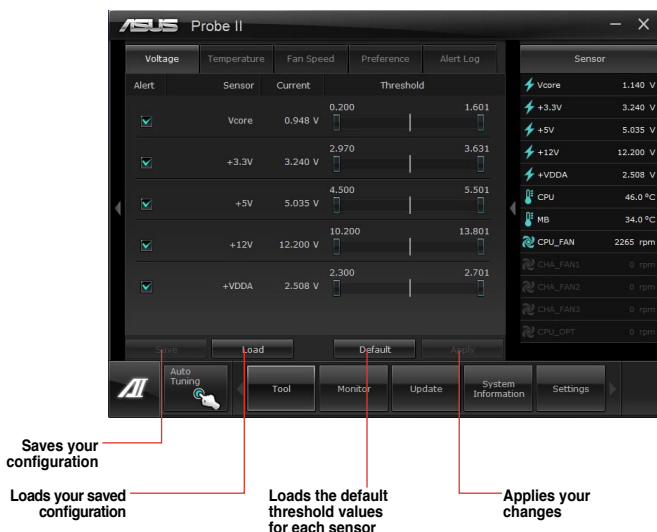 ASUS Probe II
Voltage Temperature Fan Speed Preference Alert Log
Alert Sensor Current Threshold
Vcore 0.948 V 0.200 1.601
+3.3V 3.240 V 2.970 3.631
+5V 5.035 V 4.500 5.501
+12V 12.200 V 10.200 13.801
+VDDA 2.508 V 2.300 2.701
Save Load Default Apply
Sensor
Vcore 1.140 V
+3.3V 3.240 V
+5V 5.035 V
+12V 12.200 V
+VDDA 2.508 V
CPU 46.0 ºC
MB 34.0 ºC
CPU_FAN 2265 rpm
CHA_FAN1 0 rpm
CHA_FAN2 0 rpm
CHA_FAN3 0 rpm
CPU_OPT 0 rpm
AI
Auto
Tuning
Tool
Monitor
Update
System
Information
Settings
Saves your
configuration
Loads your saved
configuration
Loads the default
threshold values
for each sensor
Applies your
changes